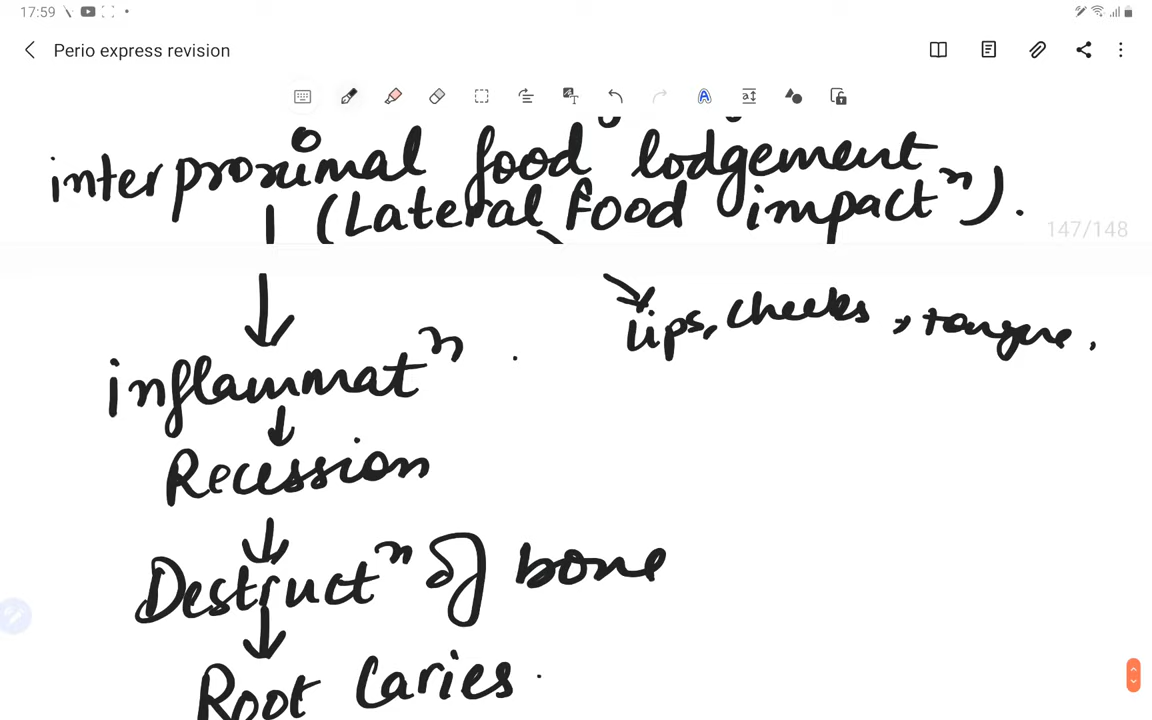 17:59
Perio express revision
interproximal food lodgement
(Lateral food impactⁿ).
147/148
lips, cheeks, tongue.
inflammatⁿ
Recession
Destructⁿ of bone
Root Caries.